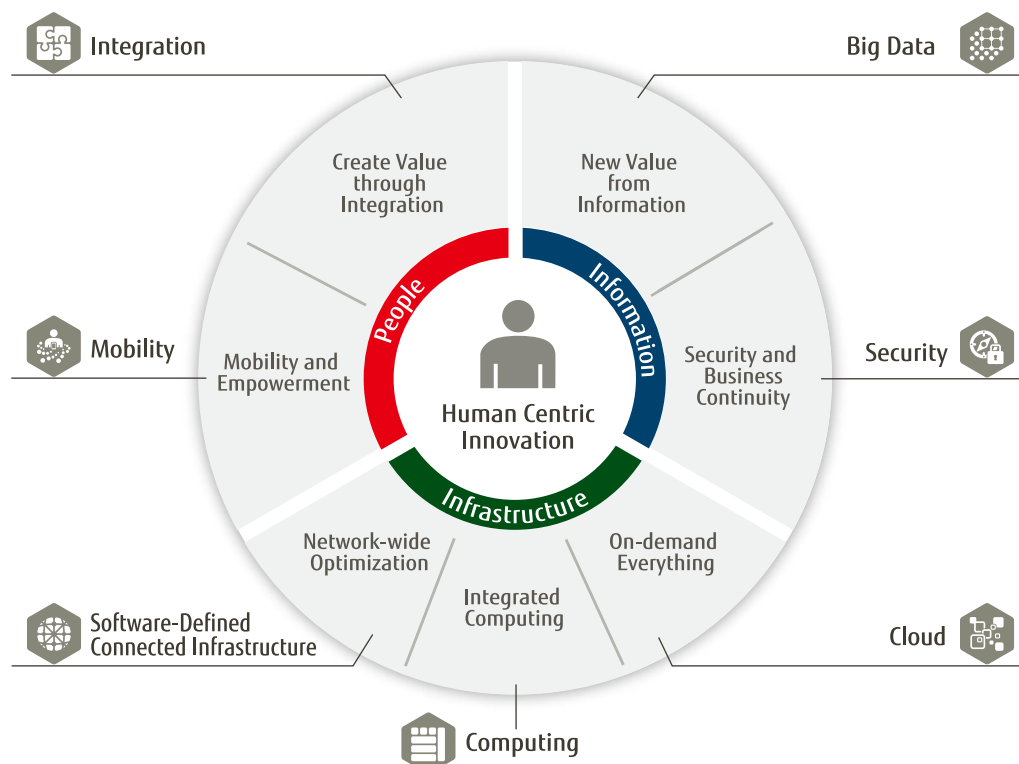 Integration
Big Data
Create Value
through
Integration
New Value
from
Information
People
Information
Mobility
Mobility and
Empowerment
Human Centric
Innovation
Security and
Business
Continuity
Security
Infrastructure
Network-wide
Optimization
Integrated
Computing
On-demand
Everything
Software-Defined
Connected Infrastructure
Cloud
Computing